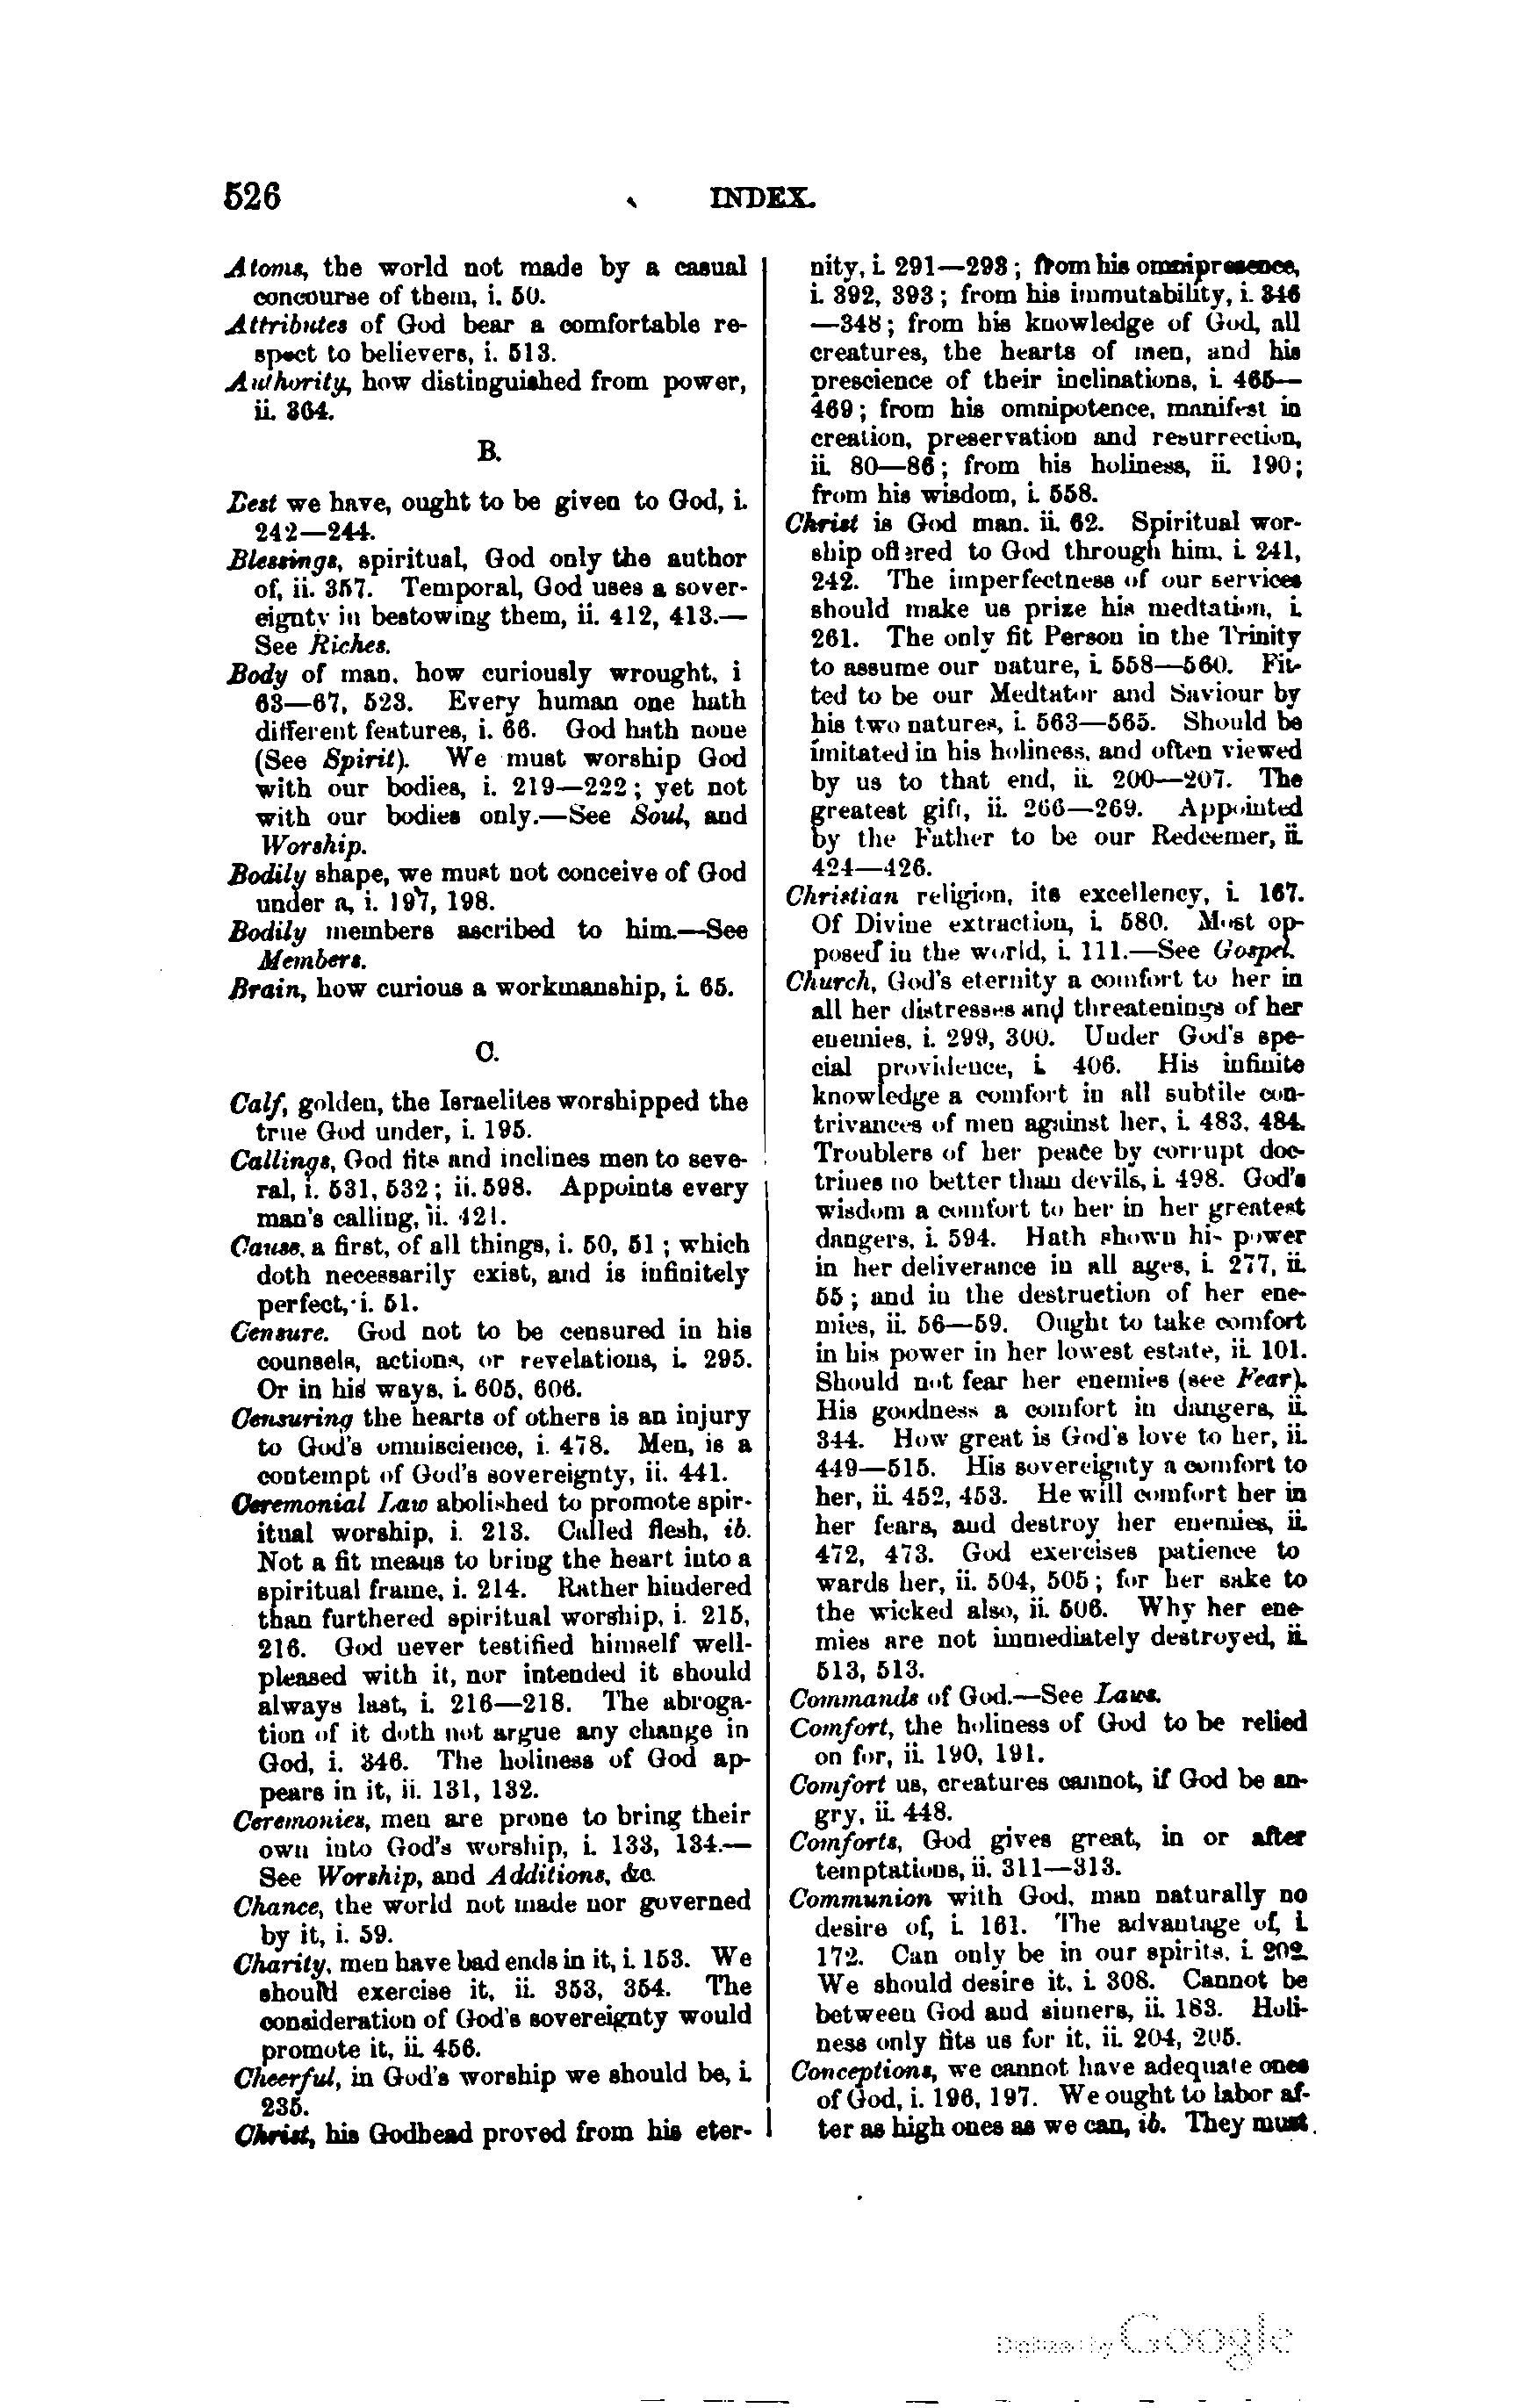 526
INDEX.
Atoms, the world not made by a casual
concourse of them, i. 50.
Attributes of God bear a comfortable re-
spect to believers, i. 513.
Authority, how distinguished from power,
ii. 364.
B.
Best we have, ought to be given to God, i.
242—244.
Blessings, spiritual, God only the author
of, ii. 357. Temporal, God uses a sover-
eignty in bestowing them, ii. 412, 413.—
See Riches.
Body of man, how curiously wrought, i
63—67, 523. Every human one hath
different features, i. 66. God hath none
(See Spirit). We must worship God
with our bodies, i. 219—222; yet not
with our bodies only.—See Soul, and
Worship.
Bodily shape, we must not conceive of God
under a, i. 197, 198.
Bodily members ascribed to him.—See
Members.
Brain, how curious a workmanship, i. 65.
C.
Calf, golden, the Israelites worshipped the
true God under, i. 195.
Callings, God fits and inclines men to seve-
ral, i. 531, 532; ii. 598. Appoints every
man's calling, ii. 421.
Cause, a first, of all things, i. 50, 51; which
doth necessarily exist, and is infinitely
perfect, i. 51.
Censure. God not to be censured in his
counsels, actions, or revelations, i. 295.
Or in his ways, i. 605, 606.
Censuring the hearts of others is an injury
to God's omniscience, i. 478. Men, is a
contempt of God's sovereignty, ii. 441.
Ceremonial Law abolished to promote spir-
itual worship, i. 213. Called flesh, ib.
Not a fit means to bring the heart into a
spiritual frame, i. 214. Rather hindered
than furthered spiritual worship, i. 215,
216. God never testified himself well-
pleased with it, nor intended it should
always last, i. 216—218. The abroga-
tion of it doth not argue any change in
God, i. 346. The holiness of God ap-
pears in it, ii. 131, 132.
Ceremonies, men are prone to bring their
own into God's worship, i. 133, 134.—
See Worship, and Additions, &c.
Chance, the world not made nor governed
by it, i. 59.
Charity, men have bad ends in it, i. 153. We
should exercise it, ii. 353, 354. The
consideration of God's sovereignty would
promote it, ii. 456.
Cheerful, in God's worship we should be, i.
235.
Christ, his Godhead proved from his eter-
nity, i. 291—293; from his omnipresence,
i. 392, 393; from his immutability, i. 346
—348; from his knowledge of God, all
creatures, the hearts of men, and his
prescience of their inclinations, i. 465—
469; from his omnipotence, manifest in
creation, preservation and resurrection,
ii. 80—86; from his holiness, ii. 190;
from his wisdom, i. 558.
Christ is God man. ii. 62. Spiritual wor-
ship offered to God through him, i. 241,
242. The imperfectness of our services
should make us prize his medtation, i.
261. The only fit Person in the Trinity
to assume our nature, i. 558—560. Fit-
ted to be our Medtator and Saviour by
his two natures, i. 563—565. Should be
imitated in his holiness, and often viewed
by us to that end, ii. 200—207. The
greatest gift, ii. 266—269. Appointed
by the Father to be our Redeemer, ii.
424—426.
Christian religion, its excellency, i. 167.
Of Divine extraction, i. 580. Most op-
posed in the world, i. 111.—See Gospel.
Church, God's eternity a comfort to her in
all her distresses and threatenings of her
enemies, i. 299, 300. Under God's spe-
cial providence, i. 406. His infinite
knowledge a comfort in all subtile con-
trivances of men against her, i. 483, 484.
Troublers of her peace by corrupt doc-
trines no better than devils, i. 498. God's
wisdom a comfort to her in her greatest
dangers, i. 594. Hath shown his power
in her deliverance in all ages, i. 277, ii.
55; and in the destruction of her ene-
mies, ii. 56—59. Ought to take comfort
in his power in her lowest estate, ii. 101.
Should not fear her enemies (see Fear).
His goodness a comfort in dangers, ii.
344. How great is God's love to her, ii.
449—515. His sovereignty a comfort to
her, ii. 452, 453. He will comfort her in
her fears, and destroy her enemies, ii.
472, 473. God exercises patience to
wards her, ii. 504, 505; for her sake to
the wicked also, ii. 506. Why her ene-
mies are not immediately destroyed, ii.
513, 513.
Commands of God.—See Laws.
Comfort, the holiness of God to be relied
on for, ii. 190, 191.
Comfort us, creatures cannot, if God be an-
gry, ii. 448.
Comforts, God gives great, in or after
temptations, ii. 311—313.
Communion with God, man naturally no
desire of, i. 161. The advantage of, i.
172. Can only be in our spirits, i. 202.
We should desire it, i. 308. Cannot be
between God and sinners, ii. 183. Holi-
ness only fits us for it, ii. 204, 205.
Conceptions, we cannot have adequate ones
of God, i. 196, 197. We ought to labor af-
ter as high ones as we can, ib. They must
Digitized by Google